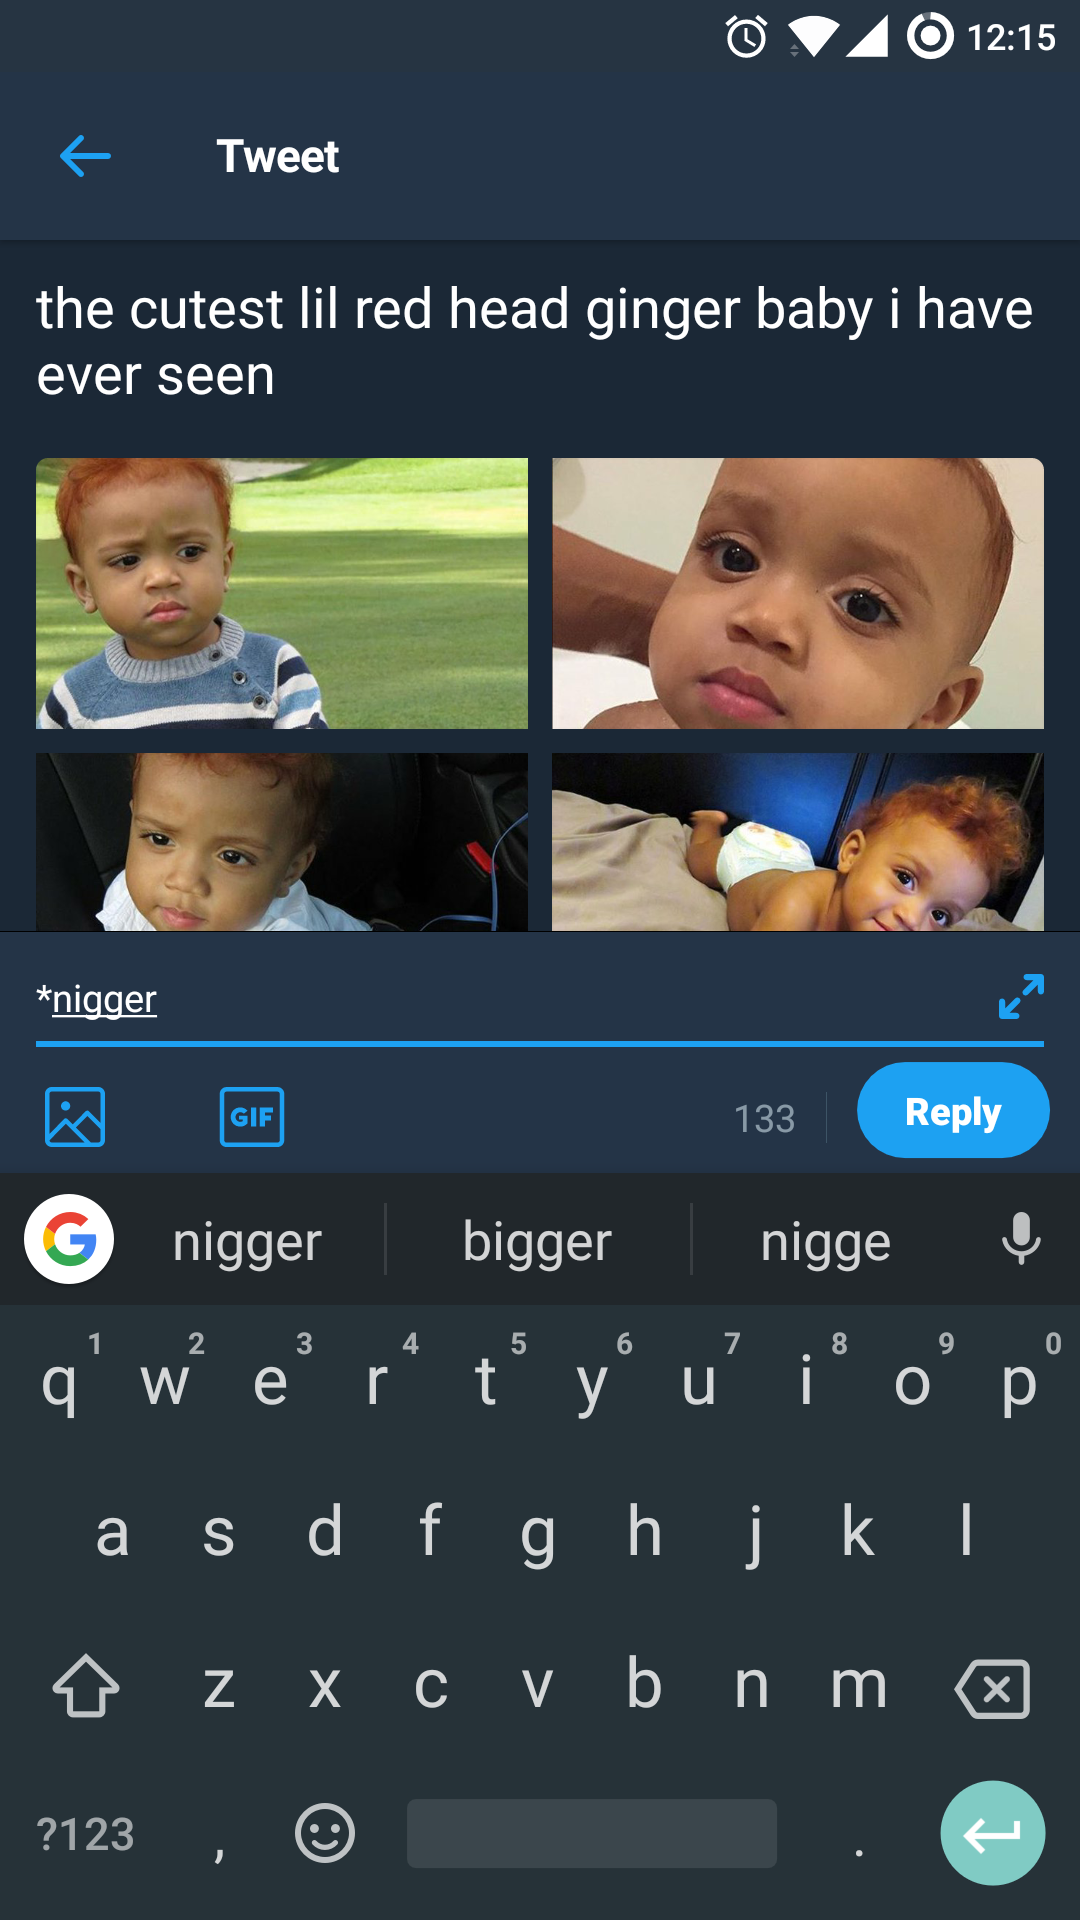 12:15
Tweet
the cutest lil red head ginger baby i have
ever seen
*nigger
GIF
133
Reply
G
nigger
bigger
nigge
1 2 3 4 5 6 7 8 9 0
q w e r t y u i o p
a s d f g h j k l
z x c v b n m
?123 , .